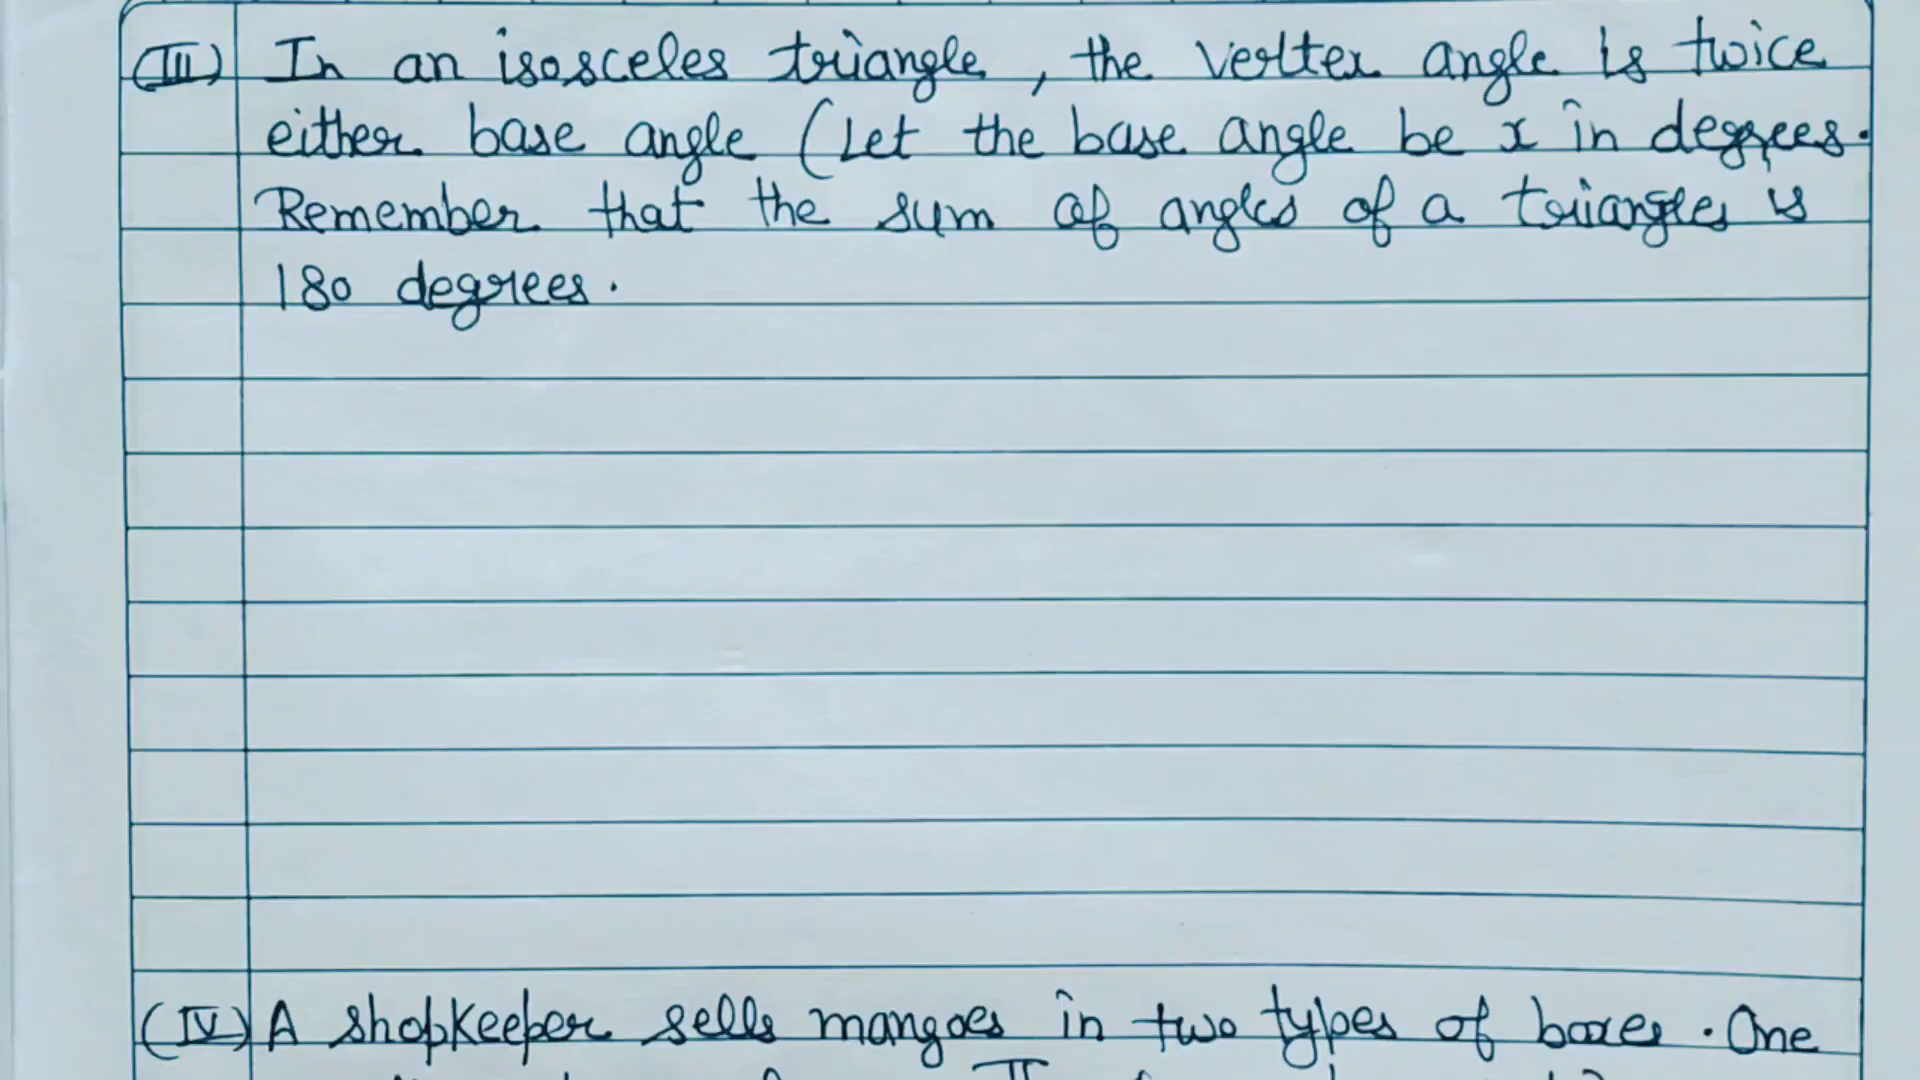 (III) In an isosceles triangle, the vertex angle is twice
either base angle (Let the base angle be x in degrees.
Remember that the sum of angles of a triangles is
180 degrees.
(IV) A shopkeeper sells mangoes in two types of boxes. One